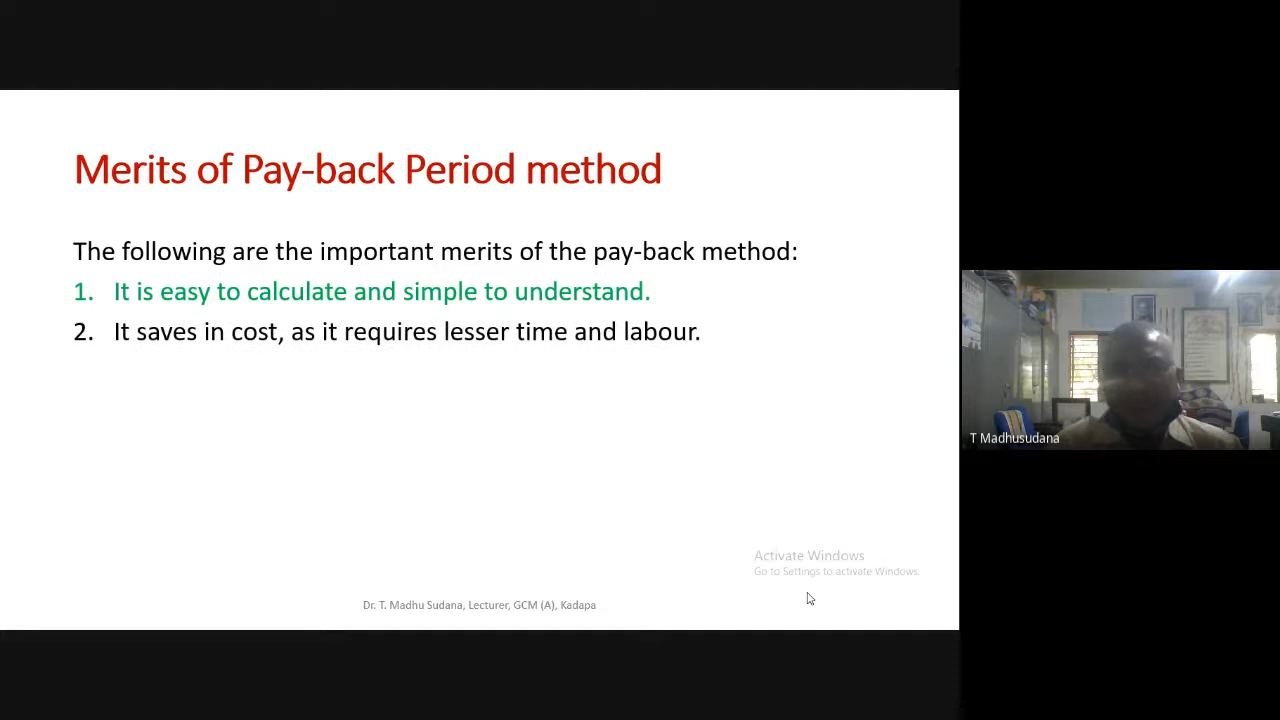 Merits of Pay-back Period method
The following are the important merits of the pay-back method:
1. It is easy to calculate and simple to understand.
2. It saves in cost, as it requires lesser time and labour.
T Madhusudana
Activate Windows
Go to Settings to activate Windows.
Dr. T. Madhu Sudana, Lecturer, GCM (A), Kadapa